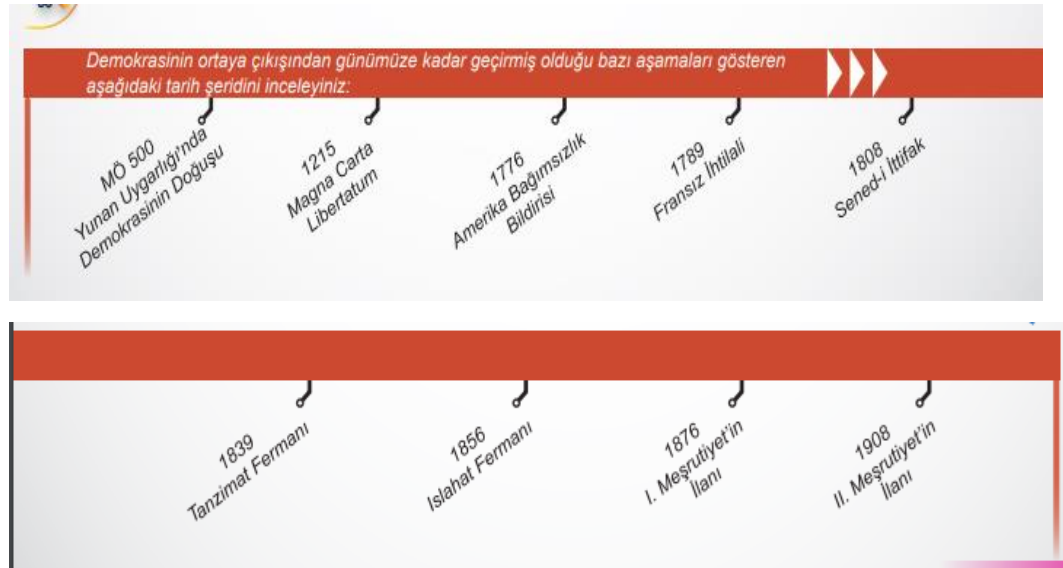 Demokrasinin ortaya çıkışından günümüze kadar geçirmiş olduğu bazı aşamaları gösteren
aşağıdaki tarih şeridini inceleyiniz:
MÖ 500
Yunan Uygarlığı'nda
Demokrasinin Doğuşu
1215
Magna Carta
Libertatum
1776
Amerika Bağımsızlık
Bildirisi
1789
Fransız İhtilali
1808
Sened-i İttifak
1839
Tanzimat Fermanı
1856
Islahat Fermanı
1876
I. Meşrutiyet'in
İlanı
1908
II. Meşrutiyet'in
İlanı